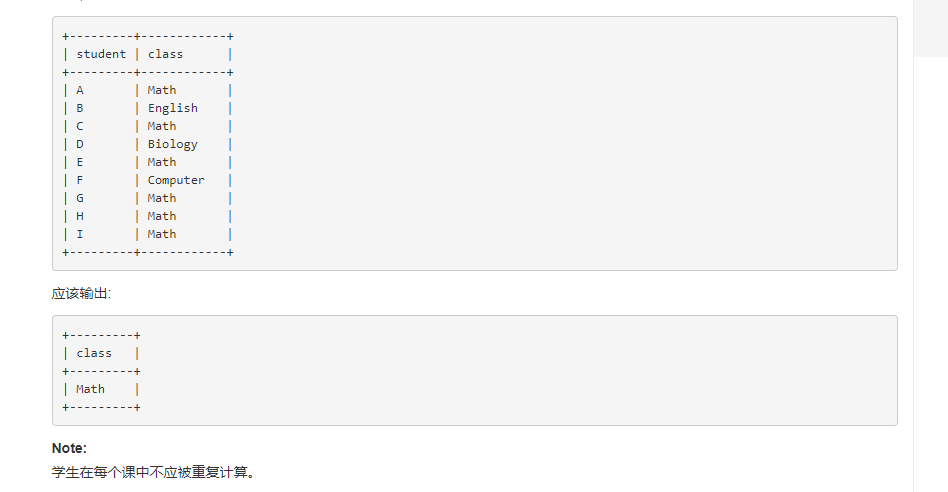 +---------+------------+
| student | class      |
+---------+------------+
| A       | Math       |
| B       | English    |
| C       | Math       |
| D       | Biology    |
| E       | Math       |
| F       | Computer   |
| G       | Math       |
| H       | Math       |
| I       | Math       |
+---------+------------+
应该输出:
+---------+
| class   |
+---------+
| Math    |
+---------+
Note:
学生在每个课中不应被重复计算。